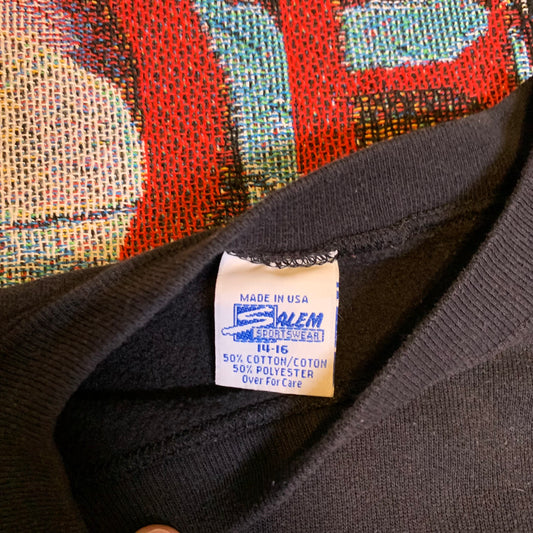 MADE IN USA
SALEM
SPORTSWEAR
14-16
50% COTTON/COTON
50% POLYESTER
Over For Care